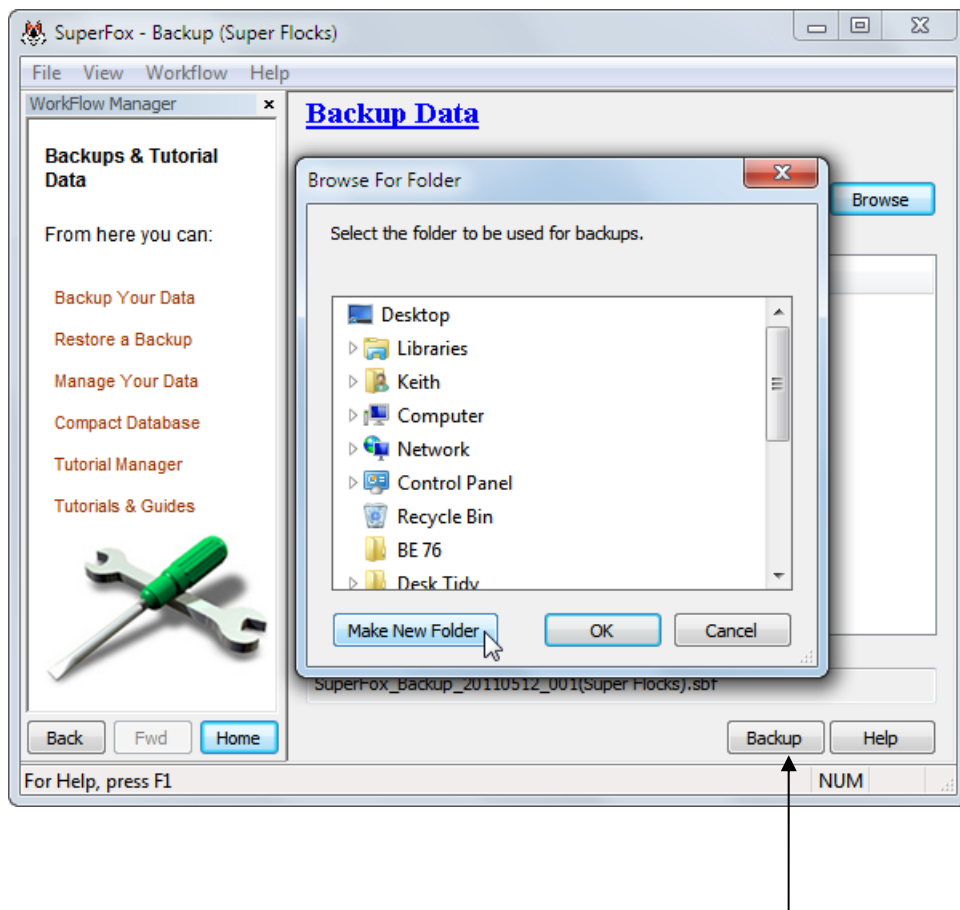 SuperFox - Backup (Super Flocks)
File View Workflow Help
WorkFlow Manager
Backups & Tutorial
Data
From here you can:
Backup Your Data
Restore a Backup
Manage Your Data
Compact Database
Tutorial Manager
Tutorials & Guides
Back Fwd Home
Backup Data
Browse
Browse For Folder
Select the folder to be used for backups.
Desktop
Libraries
Keith
Computer
Network
Control Panel
Recycle Bin
BE 76
Desk Tidy
Make New Folder OK Cancel
SuperFox_Backup_20110512_001(Super Flocks).sbf
Backup Help
For Help, press F1 NUM